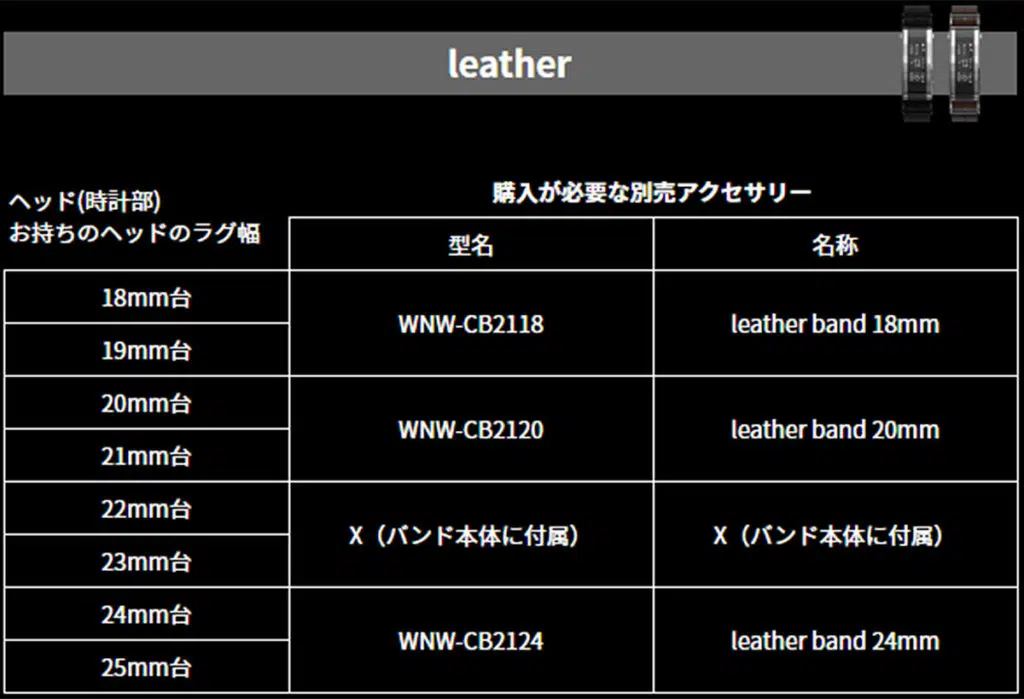 leather
ヘッド(時計部)
お持ちのヘッドのラグ幅
購入が必要な別売アクセサリー
型名
名称
18mm台
19mm台
WNW-CB2118
leather band 18mm
20mm台
21mm台
WNW-CB2120
leather band 20mm
22mm台
23mm台
X（バンド本体に付属）
X（バンド本体に付属）
24mm台
25mm台
WNW-CB2124
leather band 24mm